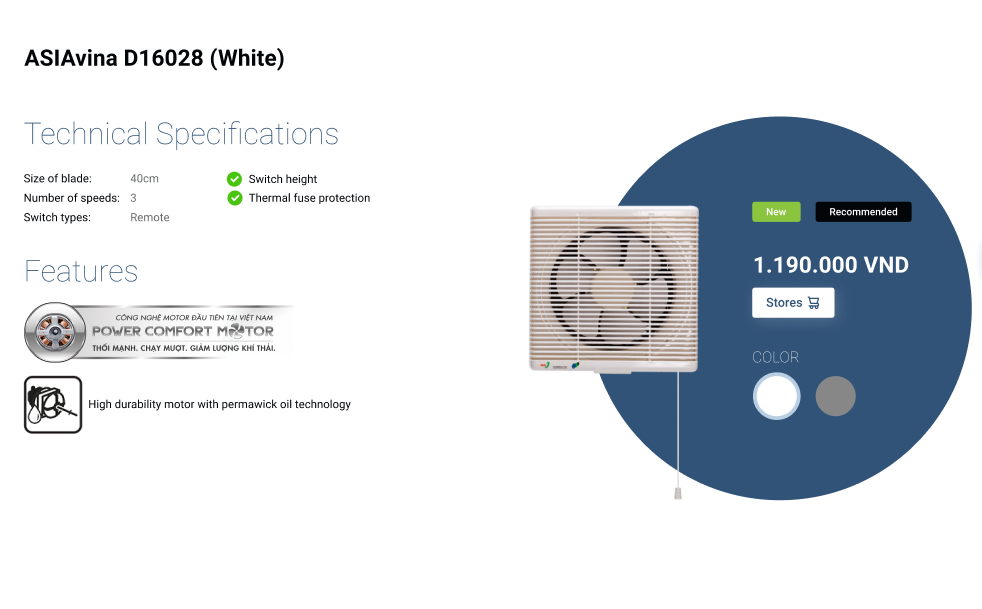 ASIAvina D16028 (White)
Technical Specifications
Size of blade: 40cm
Number of speeds: 3
Switch types: Remote
Switch height
Thermal fuse protection
Features
CÔNG NGHỆ MOTOR ĐẦU TIÊN TẠI VIỆT NAM
POWER COMFORT MOTOR
THỔI MẠNH. CHẠY MƯỢT. GIẢM LƯỢNG KHÍ THẢI.
High durability motor with permawick oil technology
New
Recommended
1.190.000 VND
Stores
COLOR